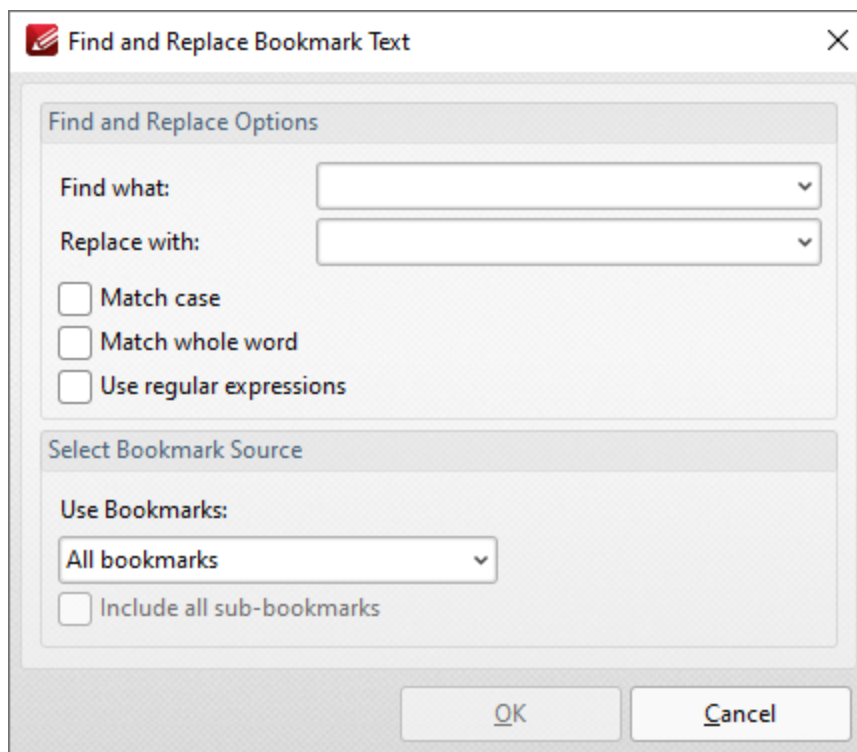 Find and Replace Bookmark Text
Find and Replace Options
Find what:
Replace with:
Match case
Match whole word
Use regular expressions
Select Bookmark Source
Use Bookmarks:
All bookmarks
Include all sub-bookmarks
OK Cancel